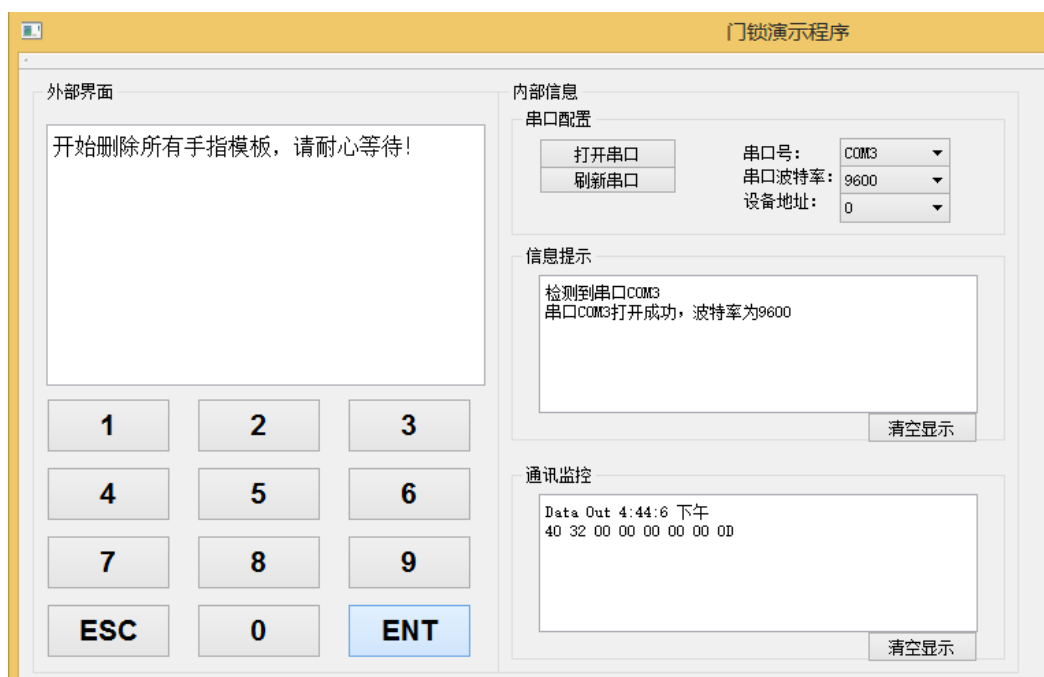 门锁演示程序
外部界面
开始删除所有手指模板，请耐心等待！
1 2 3
4 5 6
7 8 9
ESC 0 ENT
内部信息
串口配置
打开串口
刷新串口
串口号： COM3
串口波特率： 9600
设备地址： 0
信息提示
检测到串口COM3
串口COM3打开成功，波特率为9600
清空显示
通讯监控
Data Out 4:44:6 下午
40 32 00 00 00 00 00 0D
清空显示